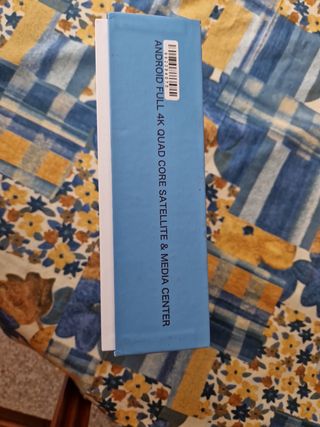 ANDROID FULL 4K QUAD CORE SATELLITE & MEDIA CENTER